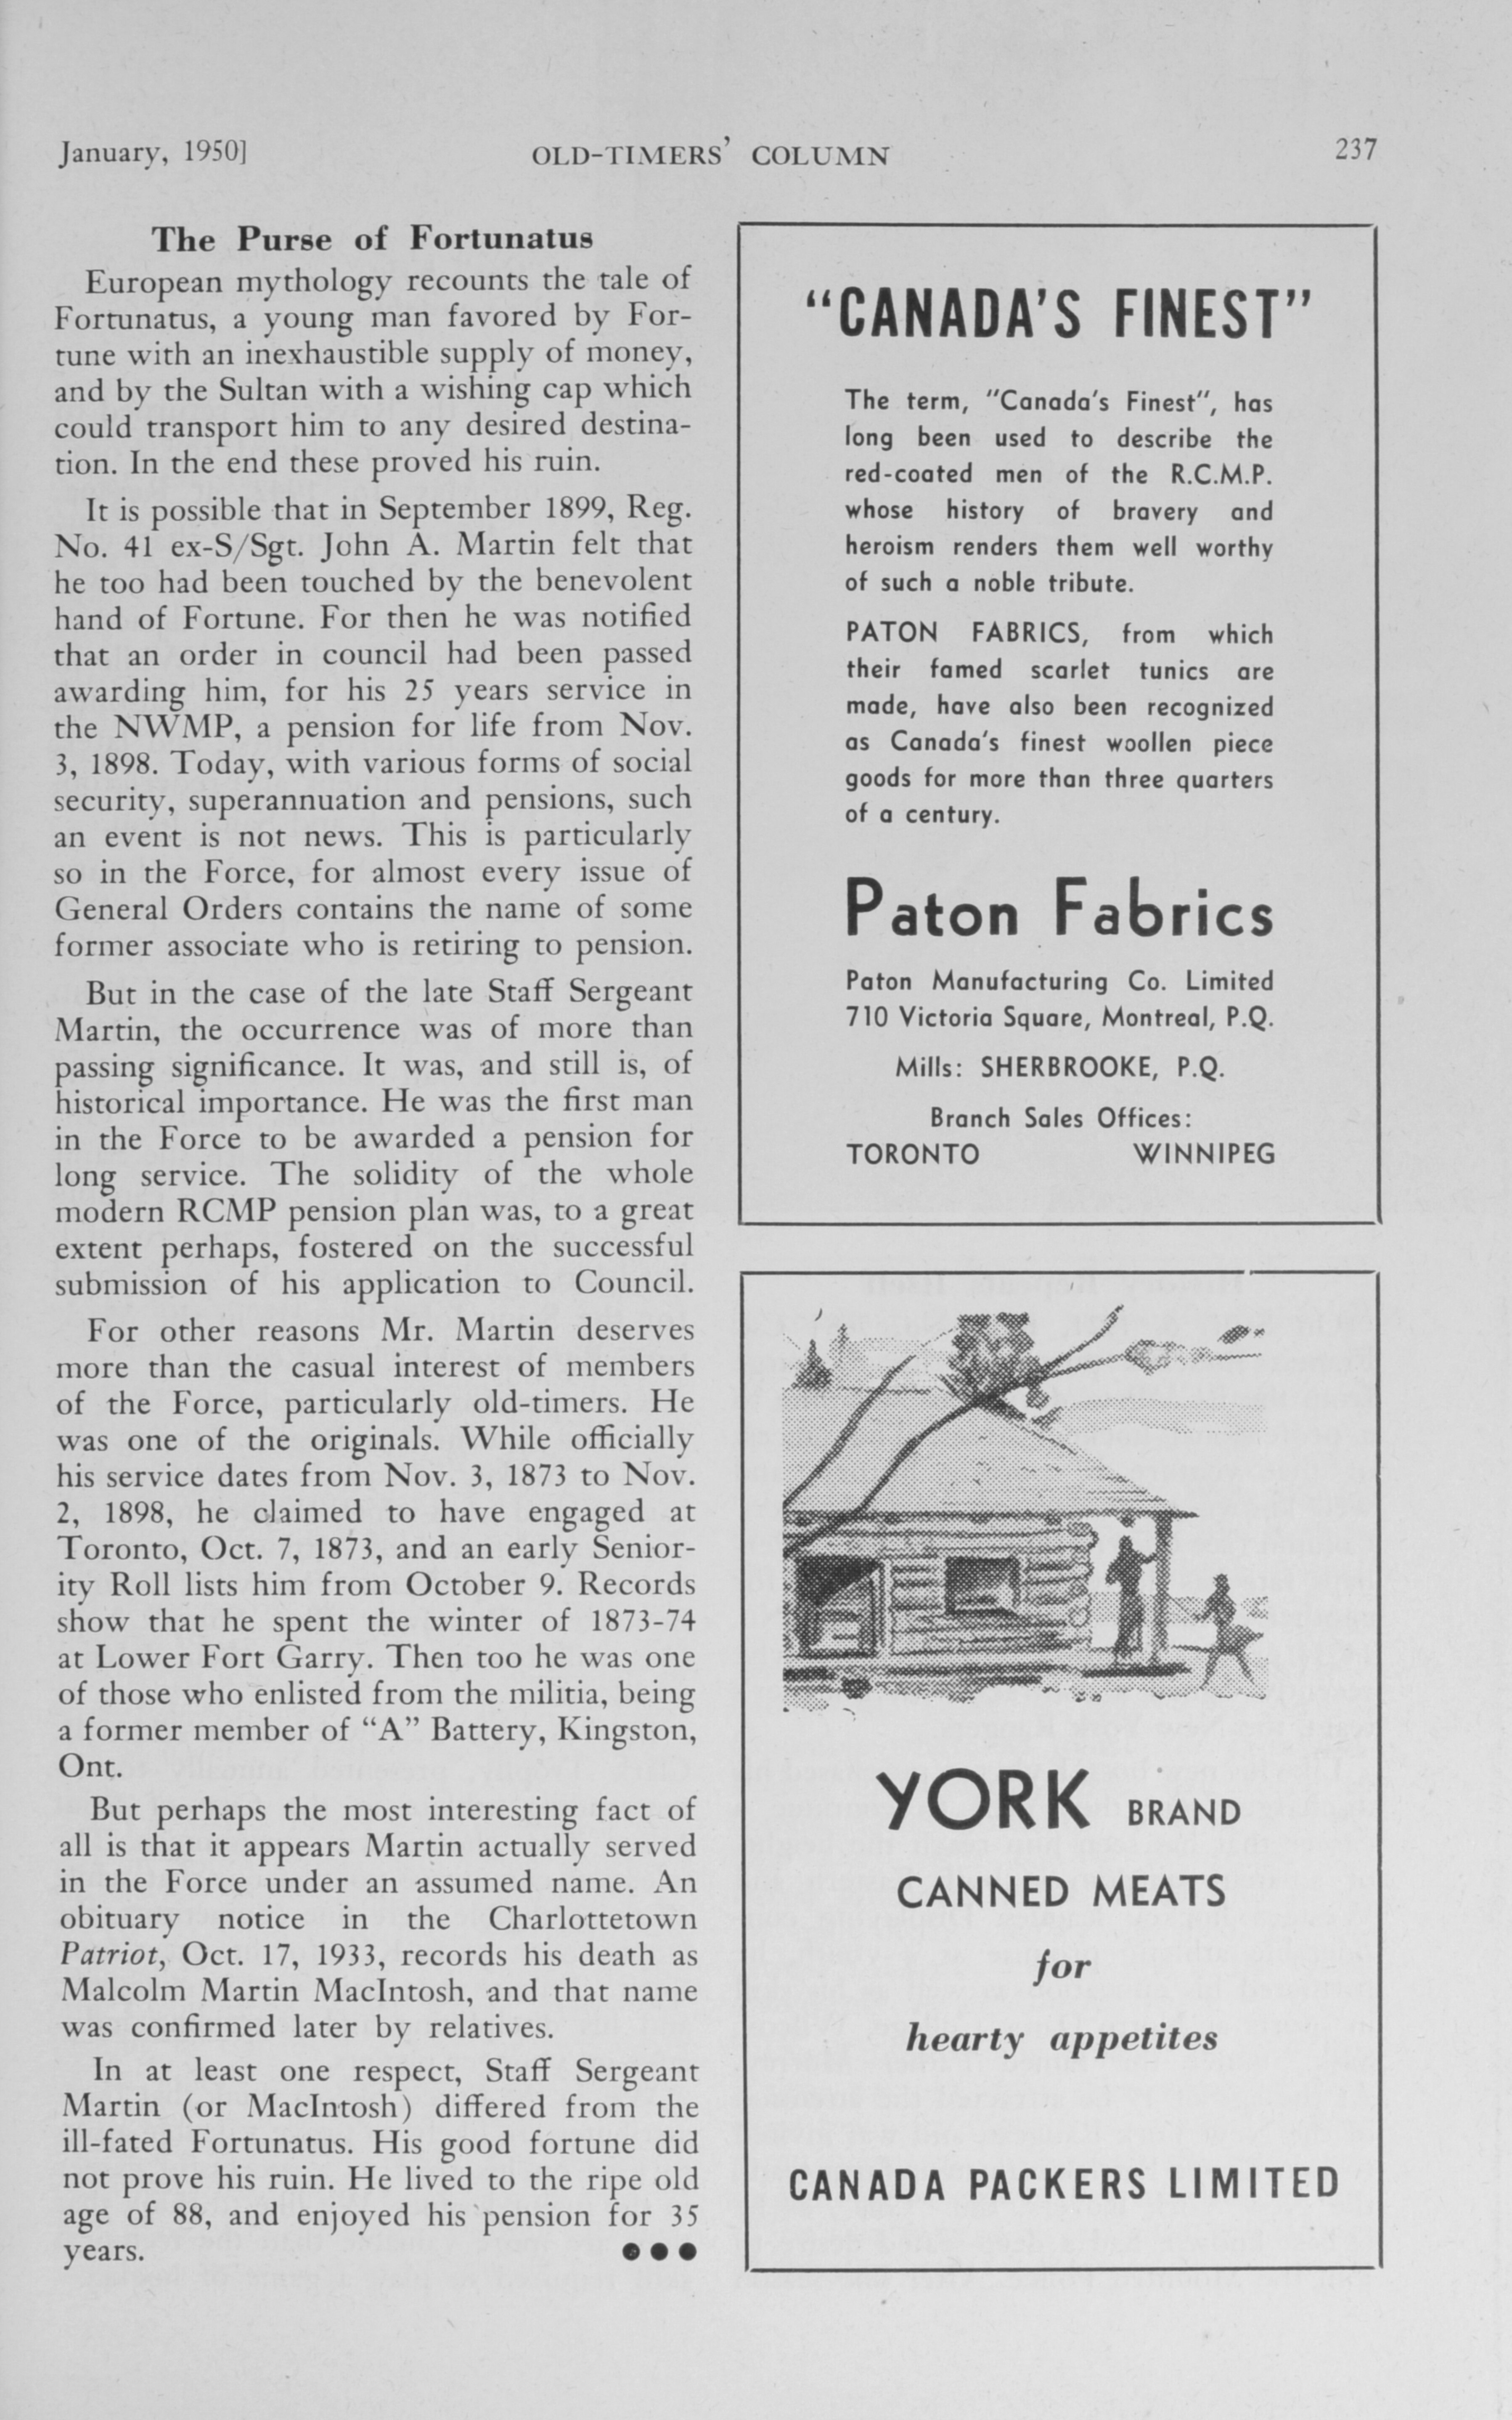 January, 1950]
OLD-TIMERS' COLUMN
237
The Purse of Fortunatus
European mythology recounts the tale of
Fortunatus, a young man favored by For-
tune with an inexhaustible supply of money,
and by the Sultan with a wishing cap which
could transport him to any desired destina-
tion. In the end these proved his ruin.
It is possible that in September 1899, Reg.
No. 41 ex-S/Sgt. John A. Martin felt that
he too had been touched by the benevolent
hand of Fortune. For then he was notified
that an order in council had been passed
awarding him, for his 25 years service in
the NWMP, a pension for life from Nov.
3, 1898. Today, with various forms of social
security, superannuation and pensions, such
an event is not news. This is particularly
so in the Force, for almost every issue of
General Orders contains the name of some
former associate who is retiring to pension.
But in the case of the late Staff Sergeant
Martin, the occurrence was of more than
passing significance. It was, and still is, of
historical importance. He was the first man
in the Force to be awarded a pension for
long service. The solidity of the whole
modern RCMP pension plan was, to a great
extent perhaps, fostered on the successful
submission of his application to Council.
For other reasons Mr. Martin deserves
more than the casual interest of members
of the Force, particularly old-timers. He
was one of the originals. While officially
his service dates from Nov. 3, 1873 to Nov.
2, 1898, he claimed to have engaged at
Toronto, Oct. 7, 1873, and an early Senior-
ity Roll lists him from October 9. Records
show that he spent the winter of 1873-74
at Lower Fort Garry. Then too he was one
of those who enlisted from the militia, being
a former member of "A" Battery, Kingston,
Ont.
But perhaps the most interesting fact of
all is that it appears Martin actually served
in the Force under an assumed name. An
obituary notice in the Charlottetown
Patriot, Oct. 17, 1933, records his death as
Malcolm Martin MacIntosh, and that name
was confirmed later by relatives.
In at least one respect, Staff Sergeant
Martin (or MacIntosh) differed from the
ill-fated Fortunatus. His good fortune did
not prove his ruin. He lived to the ripe old
age of 88, and enjoyed his pension for 35
years. ●●●
"CANADA'S FINEST"
The term, "Canada's Finest", has
long been used to describe the
red-coated men of the R.C.M.P.
whose history of bravery and
heroism renders them well worthy
of such a noble tribute.
PATON FABRICS, from which
their famed scarlet tunics are
made, have also been recognized
as Canada's finest woollen piece
goods for more than three quarters
of a century.
Paton Fabrics
Paton Manufacturing Co. Limited
710 Victoria Square, Montreal, P.Q.
Mills: SHERBROOKE, P.Q.
Branch Sales Offices:
TORONTO WINNIPEG
YORK BRAND
CANNED MEATS
for
hearty appetites
CANADA PACKERS LIMITED